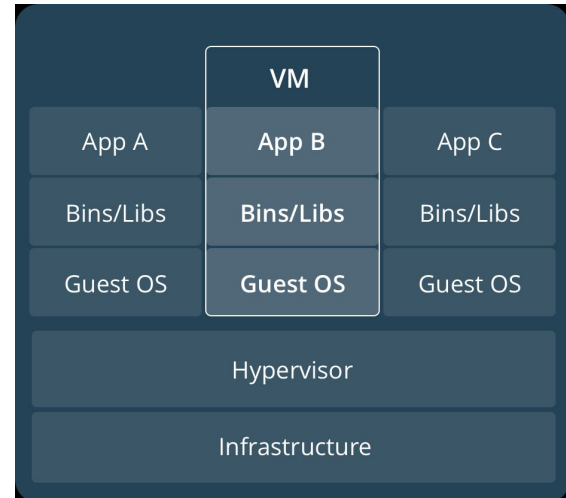 VM
App A App B App C
Bins/Libs Bins/Libs Bins/Libs
Guest OS Guest OS Guest OS
Hypervisor
Infrastructure